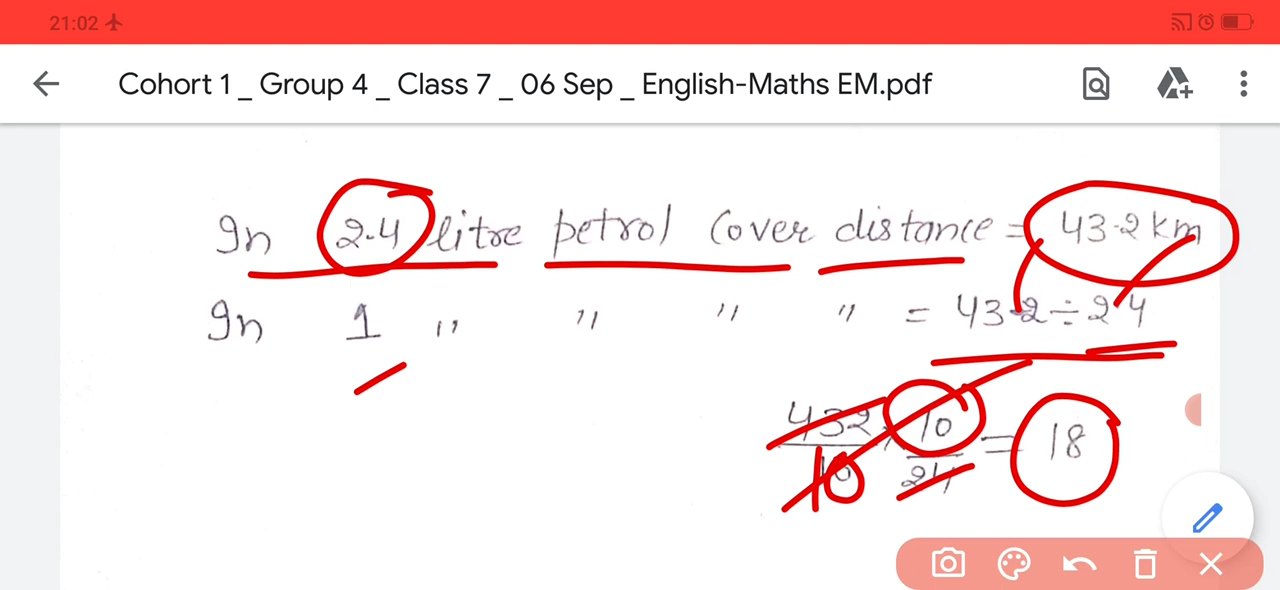 21:02
Cohort 1 _ Group 4 _ Class 7 _ 06 Sep _ English-Maths EM.pdf
In 2.4 litre petrol Cover distance = 43.2 km
In 1 " " " " = 43.2 ÷ 2.4
432/10 × 10/24 = 18